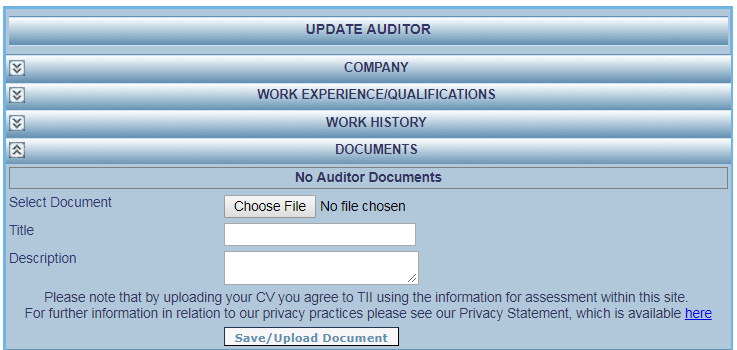 UPDATE AUDITOR
COMPANY
WORK EXPERIENCE/QUALIFICATIONS
WORK HISTORY
DOCUMENTS
No Auditor Documents
Select Document Choose File No file chosen
Title
Description
Please note that by uploading your CV you agree to TII using the information for assessment within this site.
For further information in relation to our privacy practices please see our Privacy Statement, which is available here
Save/Upload Document